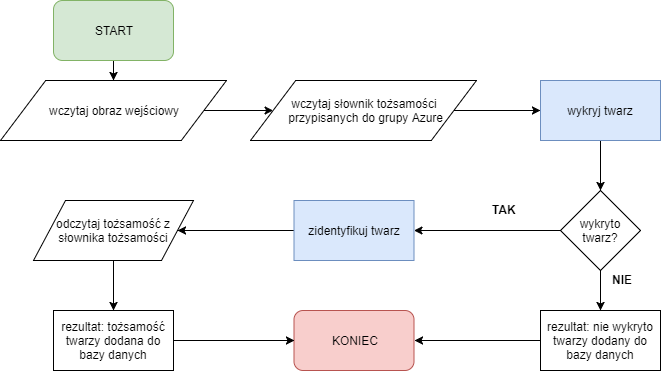 START
wczytaj obraz wejściowy
wczytaj słownik tożsamości
przypisanych do grupy Azure
wykryj twarz
wykryto
twarz?
TAK
zidentyfikuj twarz
odczytaj tożsamość z
słownika tożsamości
NIE
rezultat: tożsamość
twarzy dodana do
bazy danych
KONIEC
rezultat: nie wykryto
twarzy dodany do
bazy danych